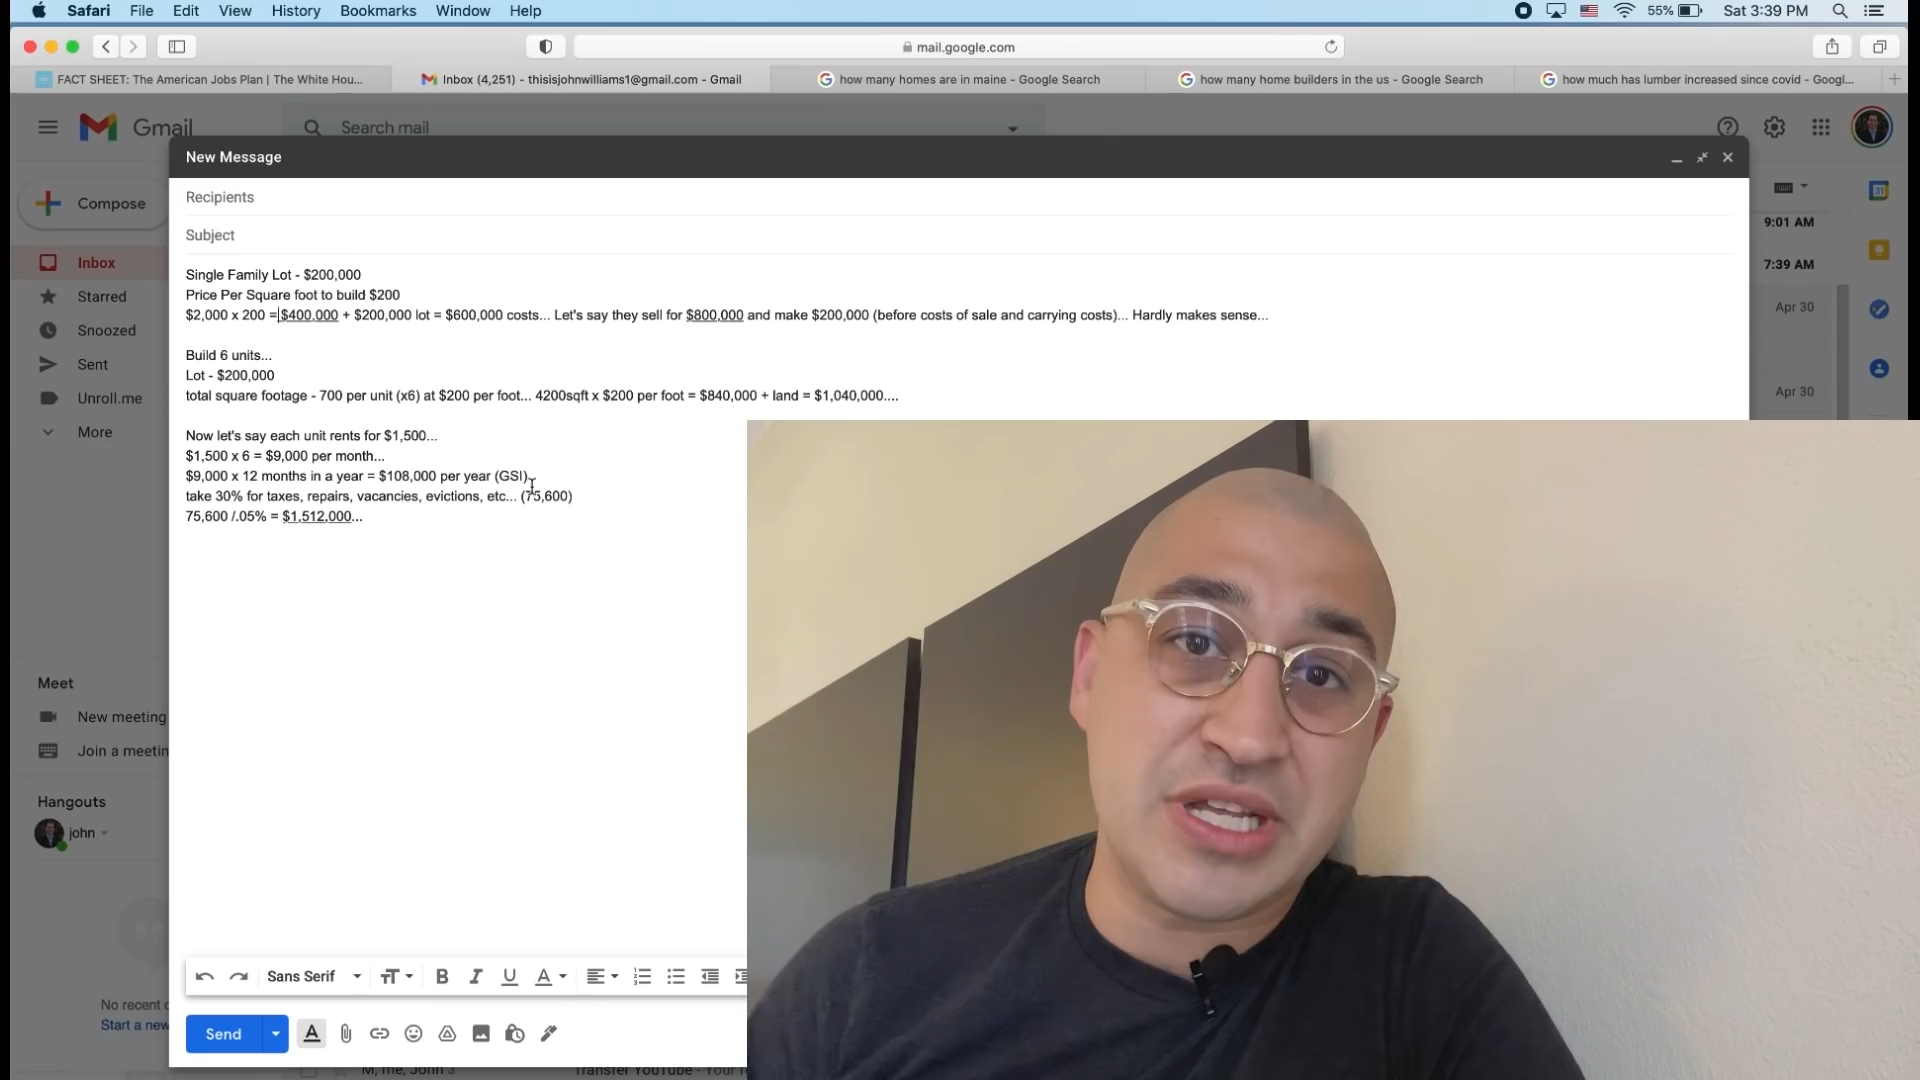 Safari File Edit View History Bookmarks Window Help 55% Sat 3:39 PM
mail.google.com
FACT SHEET: The American Jobs Plan | The White Hou... Inbox (4,251) - thisisjohnwilliams1@gmail.com - Gmail how many homes are in maine - Google Search how many home builders in the us - Google Search how much has lumber increased since covid - Googl...
Gmail Search mail
New Message
Compose
Recipients
Subject
9:01 AM
7:39 AM
Inbox
Starred
Snoozed
Sent
Unroll.me
More
31
Apr 30
Apr 30
Single Family Lot - $200,000
Price Per Square foot to build $200
$2,000 x 200 = $400,000 + $200,000 lot = $600,000 costs... Let's say they sell for $800,000 and make $200,000 (before costs of sale and carrying costs)... Hardly makes sense...
Build 6 units...
Lot - $200,000
total square footage - 700 per unit (x6) at $200 per foot... 4200sqft x $200 per foot = $840,000 + land = $1,040,000....
Now let's say each unit rents for $1,500...
$1,500 x 6 = $9,000 per month...
$9,000 x 12 months in a year = $108,000 per year (GSI)
take 30% for taxes, repairs, vacancies, evictions, etc... (75,600)
75,600 /.05% = $1,512,000...
Meet
New meeting
Join a meetin
Hangouts
john
No recent
Start a new
Sans Serif
Send
M, me, John 3 Transfer YouTube - Your